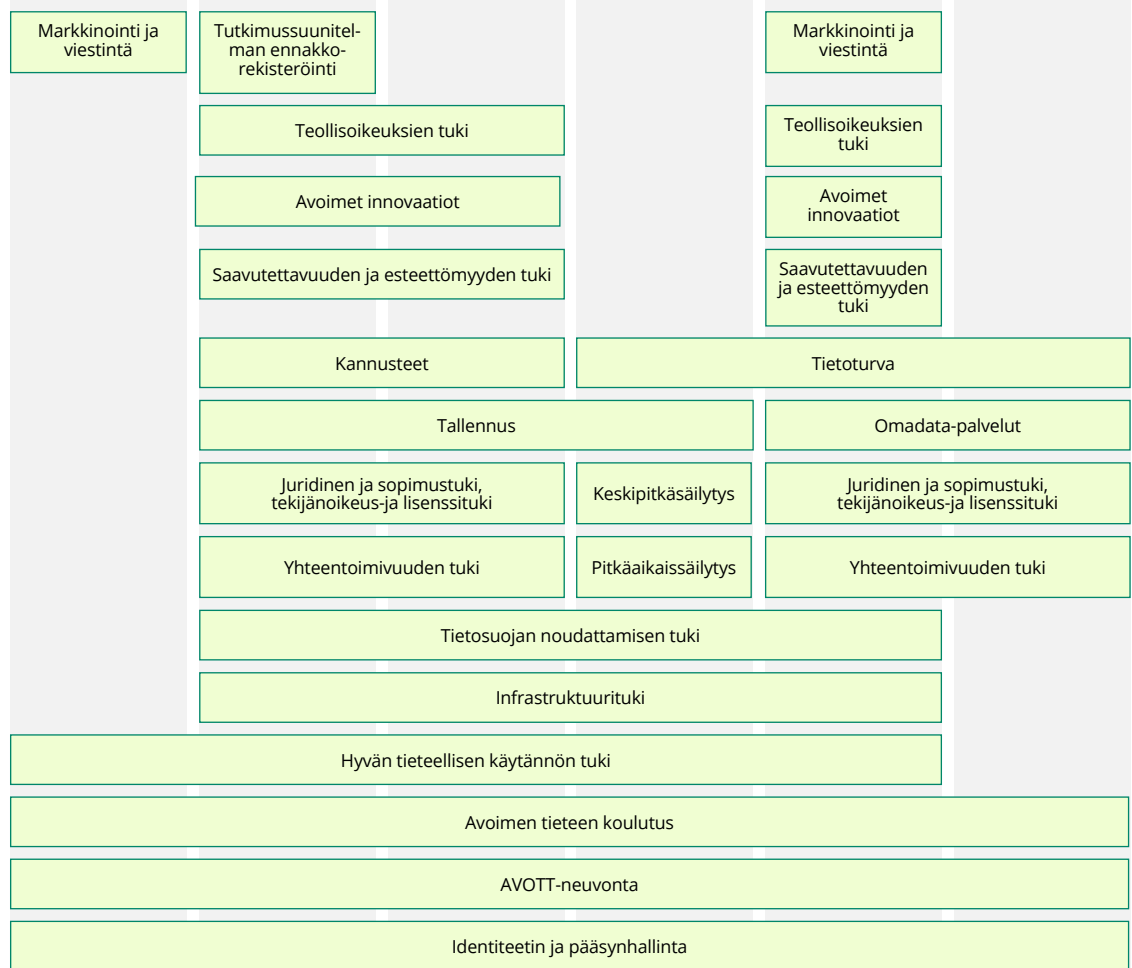 Markkinointi ja
viestintä
Tutkimussuunitel-
man ennakko-
rekisteröinti
Markkinointi ja
viestintä
Teollisoikeuksien tuki
Teollisoikeuksien
tuki
Avoimet innovaatiot
Avoimet
innovaatiot
Saavutettavuuden ja esteettömyyden tuki
Saavutettavuuden
ja esteettömyyden
tuki
Kannusteet
Tietoturva
Tallennus
Omadata-palvelut
Juridinen ja sopimustuki,
tekijänoikeus-ja lisenssituki
Keskipitkäsäilytys
Juridinen ja sopimustuki,
tekijänoikeus-ja lisenssituki
Yhteentoimivuuden tuki
Pitkäaikaissäilytys
Yhteentoimivuuden tuki
Tietosuojan noudattamisen tuki
Infrastruktuurituki
Hyvän tieteellisen käytännön tuki
Avoimen tieteen koulutus
AVOTT-neuvonta
Identiteetin ja pääsynhallinta